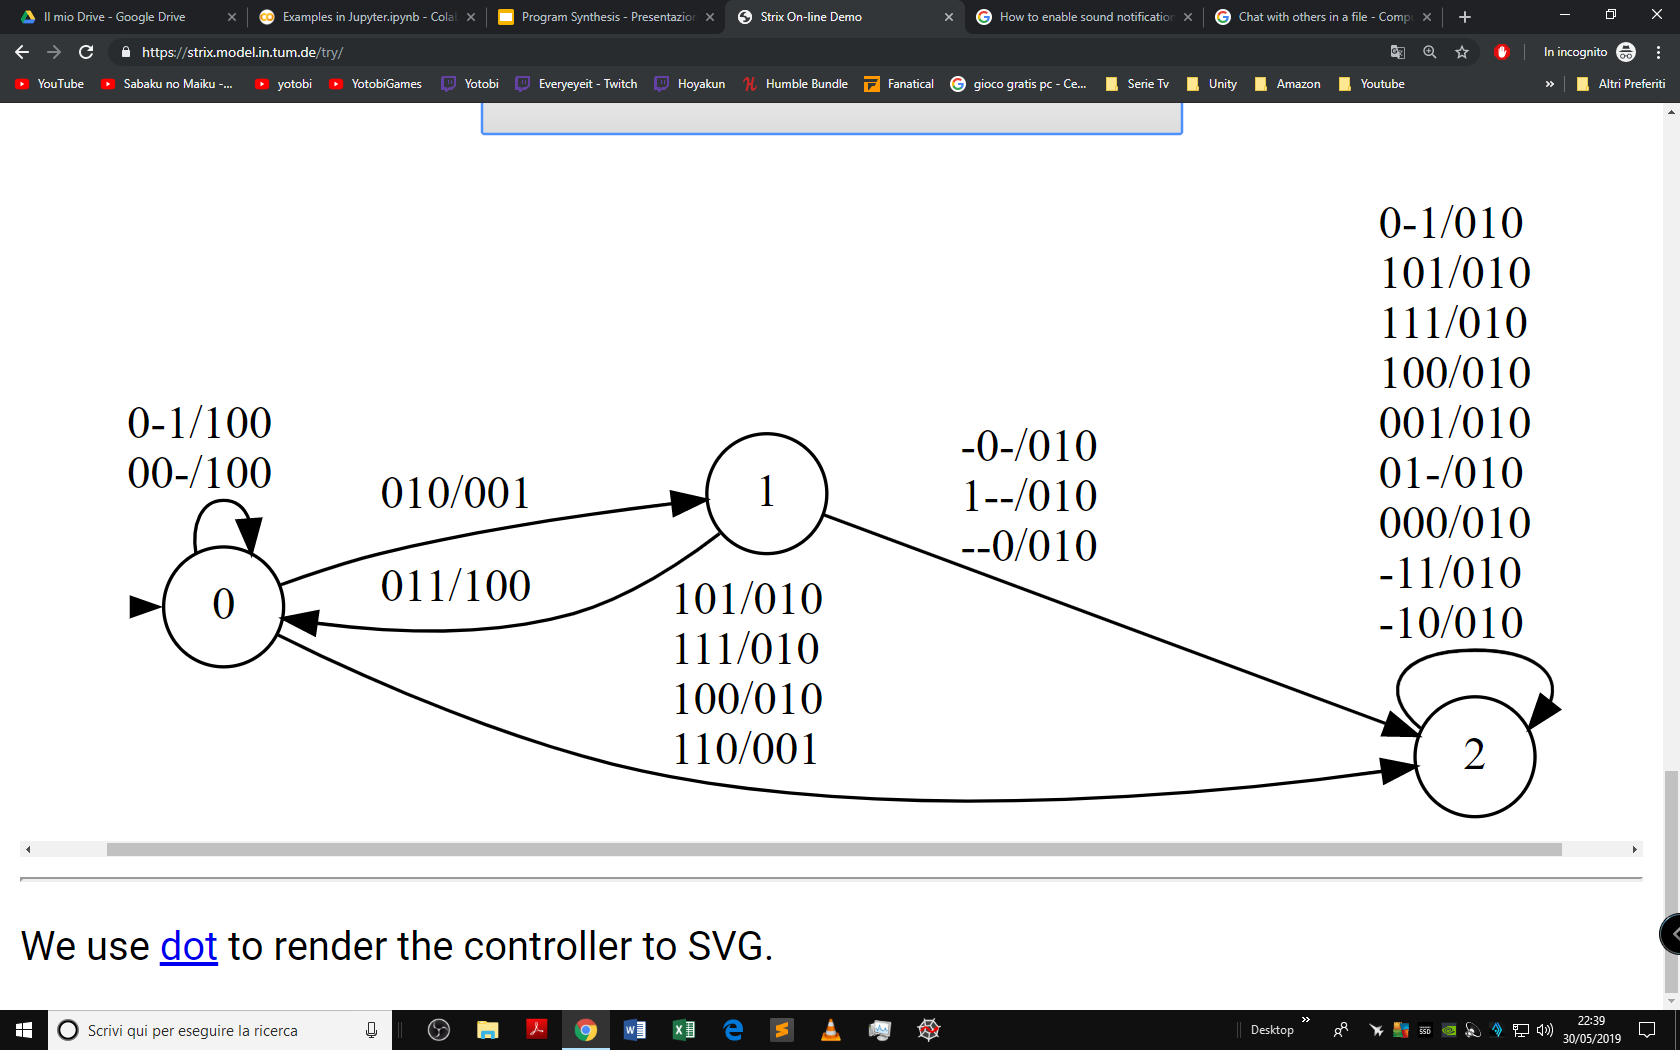 Il mio Drive - Google Drive
Examples in Jupyter.ipynb - Cola
Program Synthesis - Presentazior
Strix On-line Demo
How to enable sound notification
Chat with others in a file - Comp
https://strix.model.in.tum.de/try/
In incognito
YouTube
Sabaku no Maiku -...
yotobi
YotobiGames
Yotobi
Everyeyeit - Twitch
Hoyakun
Humble Bundle
Fanatical
gioco gratis pc - Ce...
Serie Tv
Unity
Amazon
Youtube
»
Altri Preferiti
0-1/010
101/010
111/010
100/010
001/010
01-/010
000/010
-11/010
-10/010
0-1/100
00-/100
010/001
011/100
-0-/010
1--/010
--0/010
101/010
111/010
100/010
110/001
0
1
2
We use dot to render the controller to SVG.
Scrivi qui per eseguire la ricerca
Desktop
»
SSD
22:39
30/05/2019